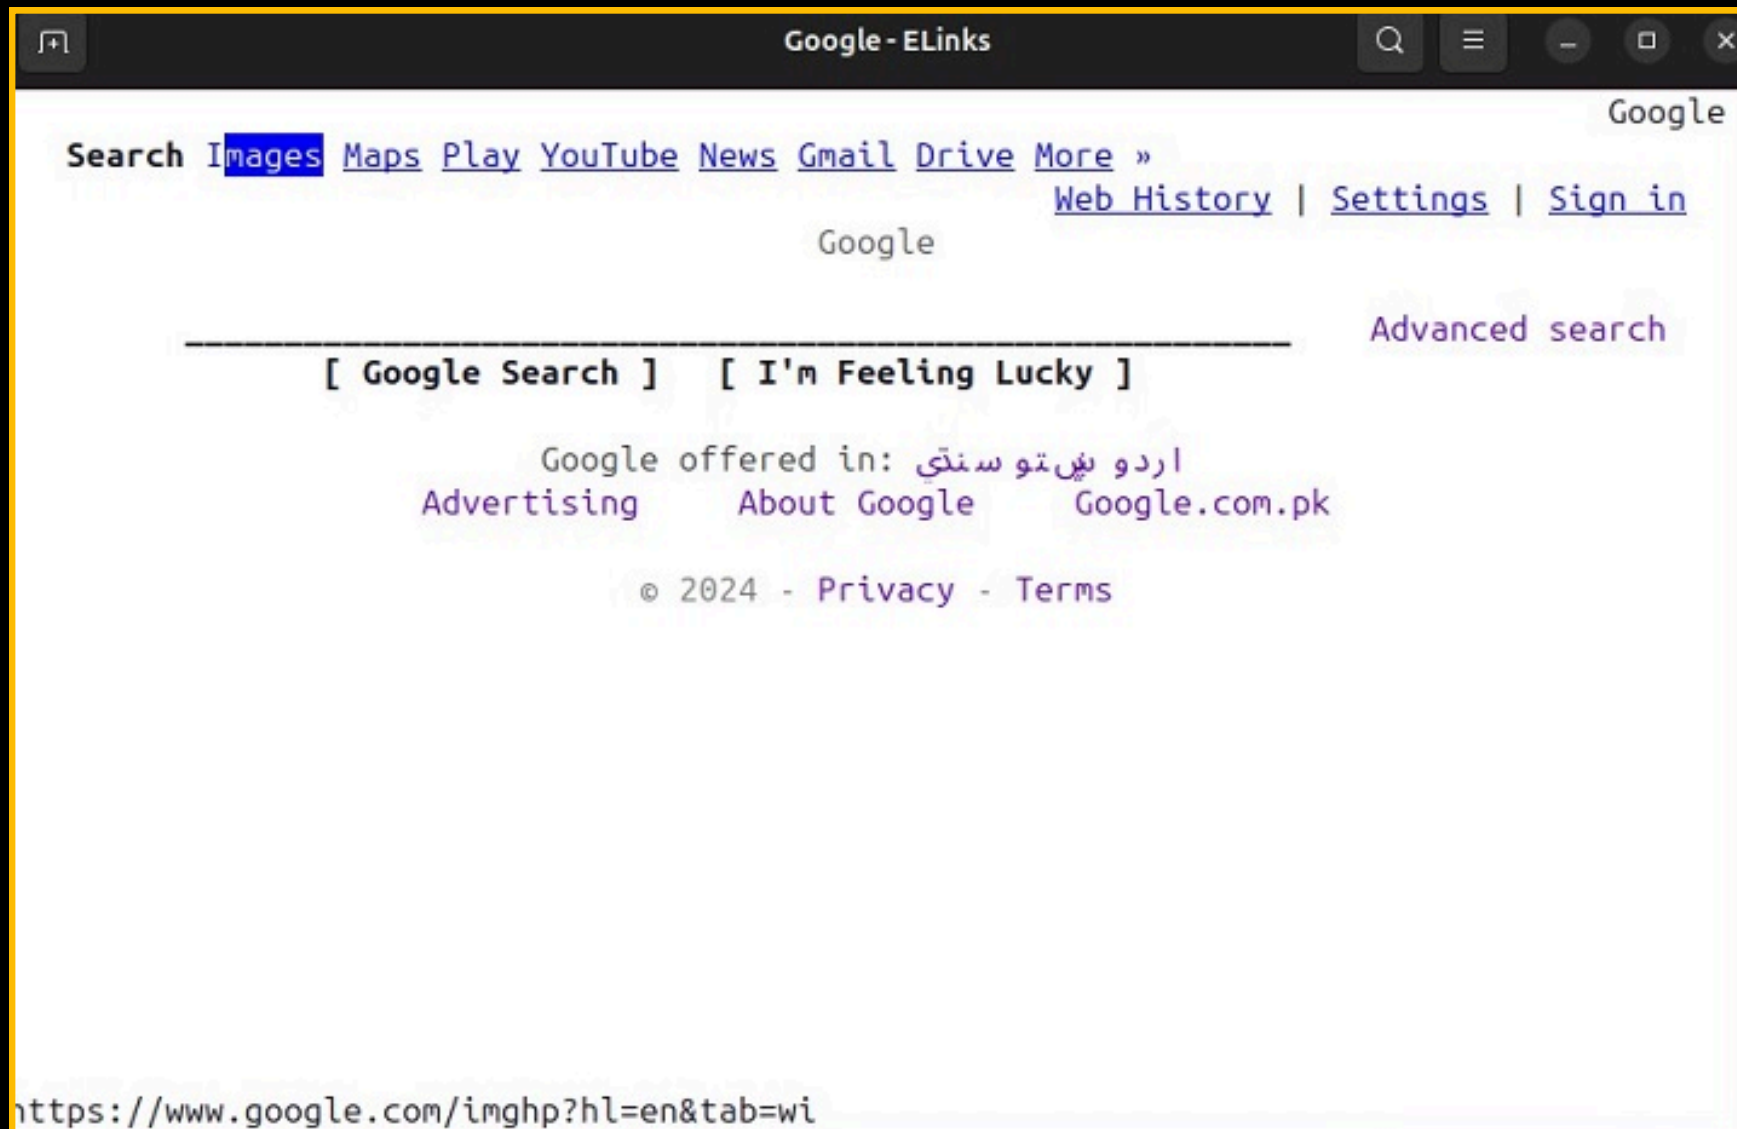 Google - ELinks
Google
Search Images Maps Play YouTube News Gmail Drive More »
Web History | Settings | Sign in
Google
Advanced search
[ Google Search ] [ I'm Feeling Lucky ]
Google offered in: اردو پښتو سنڌي
Advertising About Google Google.com.pk
© 2024 - Privacy - Terms
https://www.google.com/imghp?hl=en&tab=wi